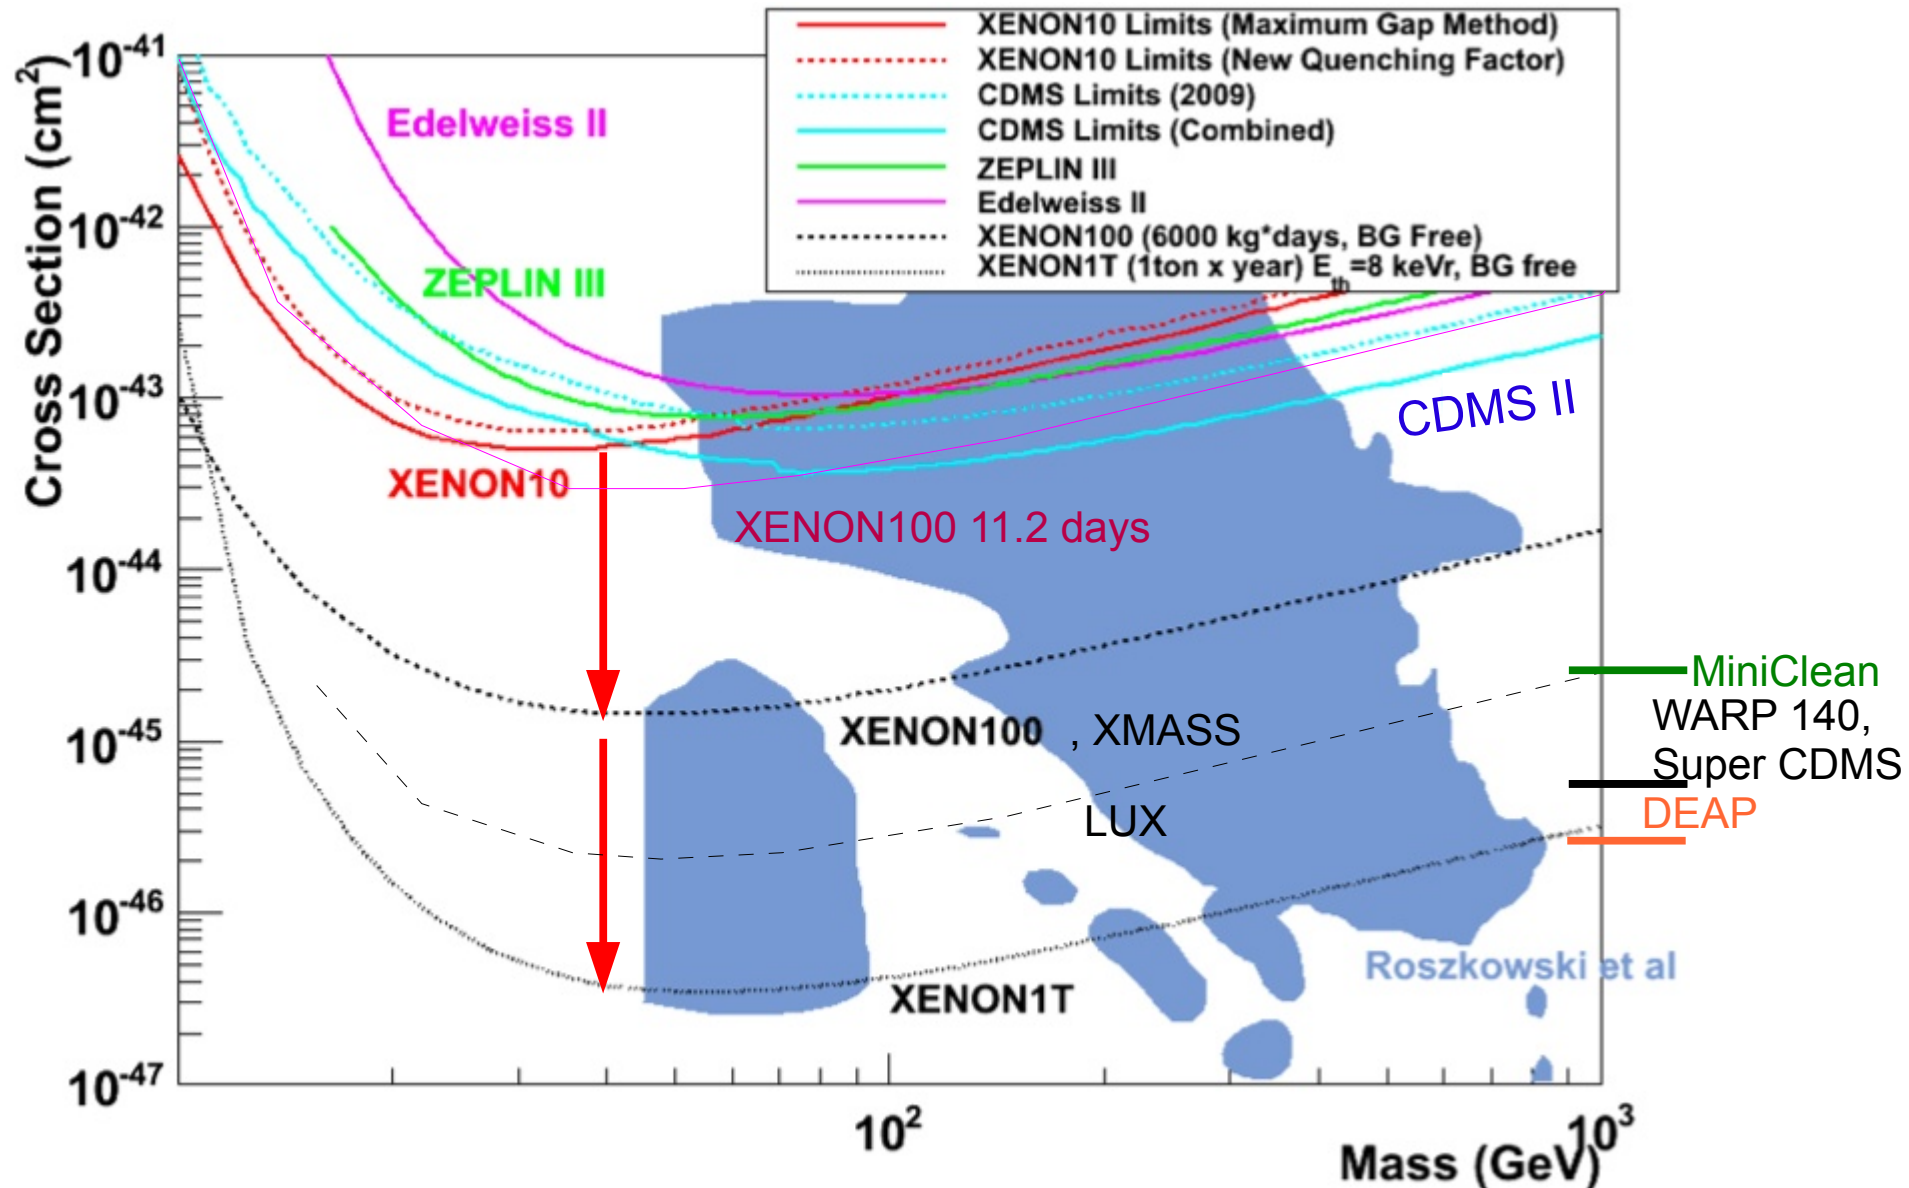 XENON10 Limits (Maximum Gap Method)
XENON10 Limits (New Quenching Factor)
CDMS Limits (2009)
CDMS Limits (Combined)
ZEPLIN III
Edelweiss II
XENON100 (6000 kg*days, BG Free)
XENON1T (1ton x year) Eth=8 keVr, BG free
Cross Section (cm2)
10-41
10-42
10-43
10-44
10-45
10-46
10-47
Edelweiss II
ZEPLIN III
CDMS II
XENON10
XENON100 11.2 days
MiniClean
XENON100 , XMASS
WARP 140,
Super CDMS
LUX
DEAP
Roszkowski et al
XENON1T
102
103
Mass (GeV)